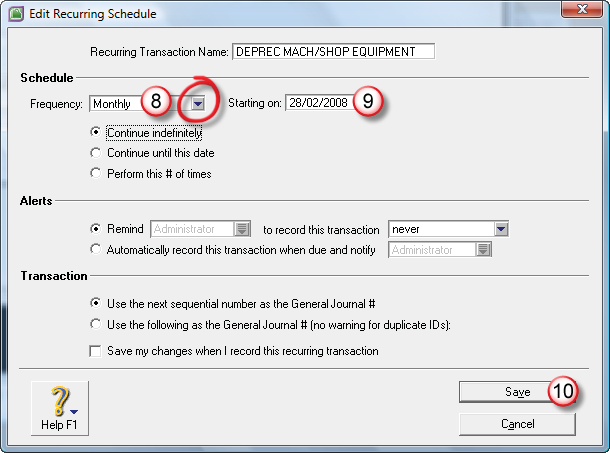 Edit Recurring Schedule
Recurring Transaction Name: DEPREC MACH/SHOP EQUIPMENT
Schedule
Frequency: Monthly 8 Starting on: 28/02/2008 9
Continue indefinitely
Continue until this date
Perform this # of times
Alerts
Remind Administrator to record this transaction never
Automatically record this transaction when due and notify Administrator
Transaction
Use the next sequential number as the General Journal #
Use the following as the General Journal # (no warning for duplicate IDs):
Save my changes when I record this recurring transaction
Save 10
Help F1
Cancel